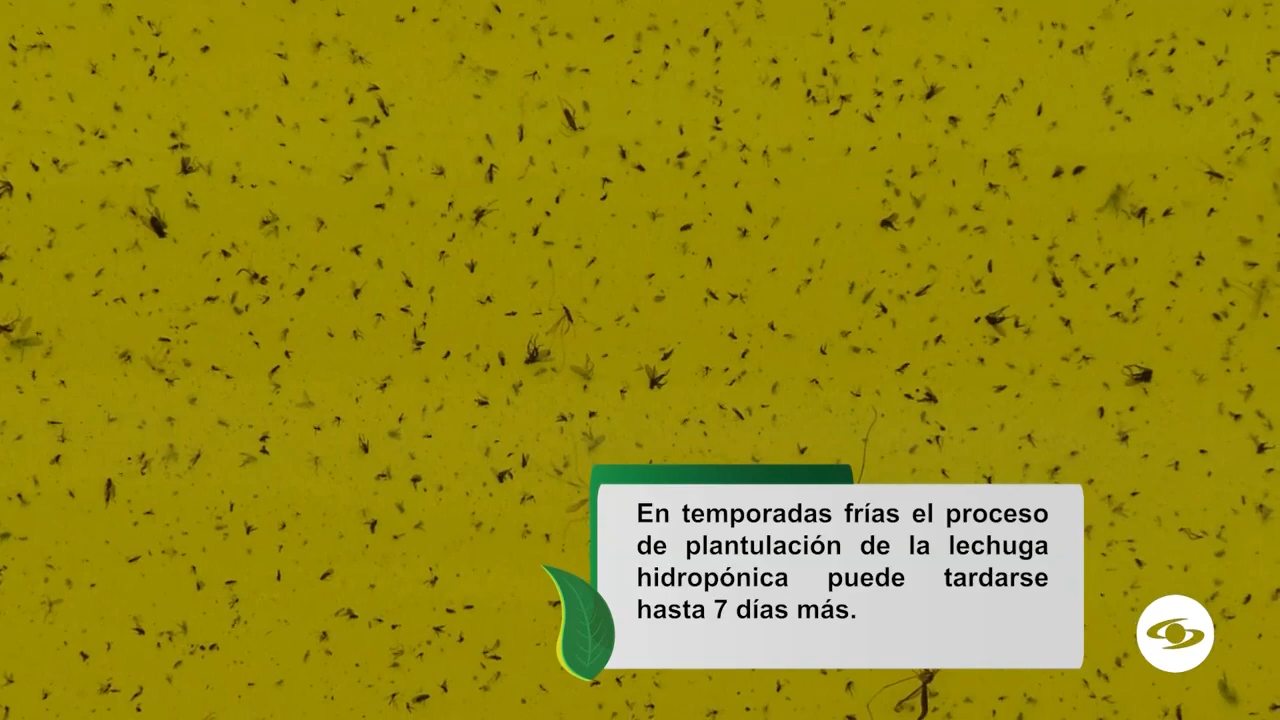 En temporadas frías el proceso
de plantulación de la lechuga
hidropónica puede tardarse
hasta 7 días más.